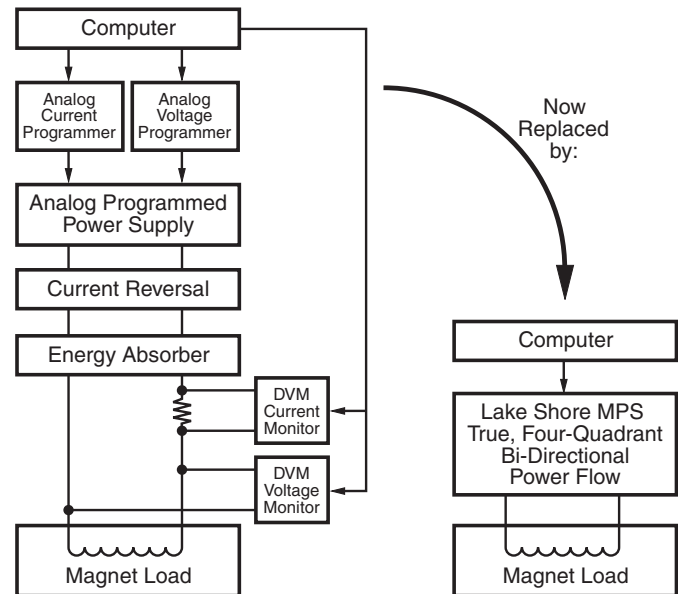 Computer
Analog
Current
Programmer
Analog
Voltage
Programmer
Analog Programmed
Power Supply
Current Reversal
Energy Absorber
DVM
Current
Monitor
DVM
Voltage
Monitor
Magnet Load
Now
Replaced
by:
Computer
Lake Shore MPS
True, Four-Quadrant
Bi-Directional
Power Flow
Magnet Load